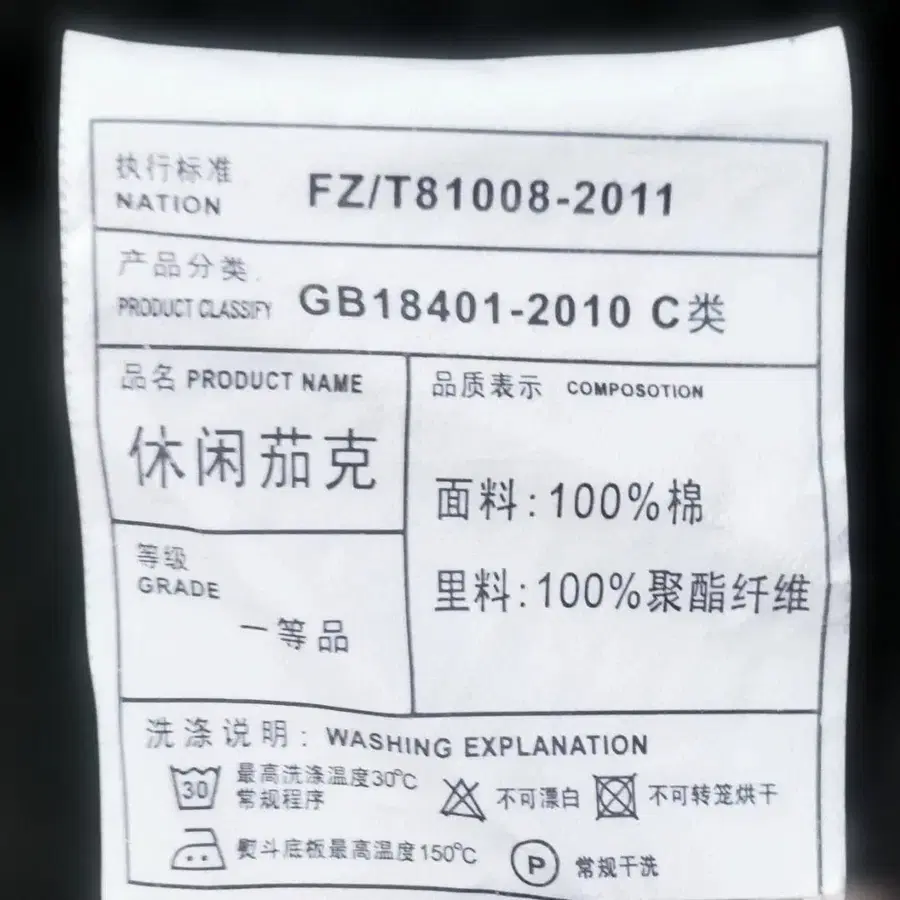 执行标准
NATION
FZ/T81008-2011
产品分类
PRODUCT CLASSIFY
GB18401-2010 C类
品名 PRODUCT NAME
休闲茄克
品质表示 COMPOSOTION
面料:100%棉
里料:100%聚酯纤维
等级
GRADE
一等品
洗涤说明: WASHING EXPLANATION
30
最高洗涤温度30℃
常规程序
不可漂白
不可转笼烘干
熨斗底板最高温度150℃
P
常规干洗